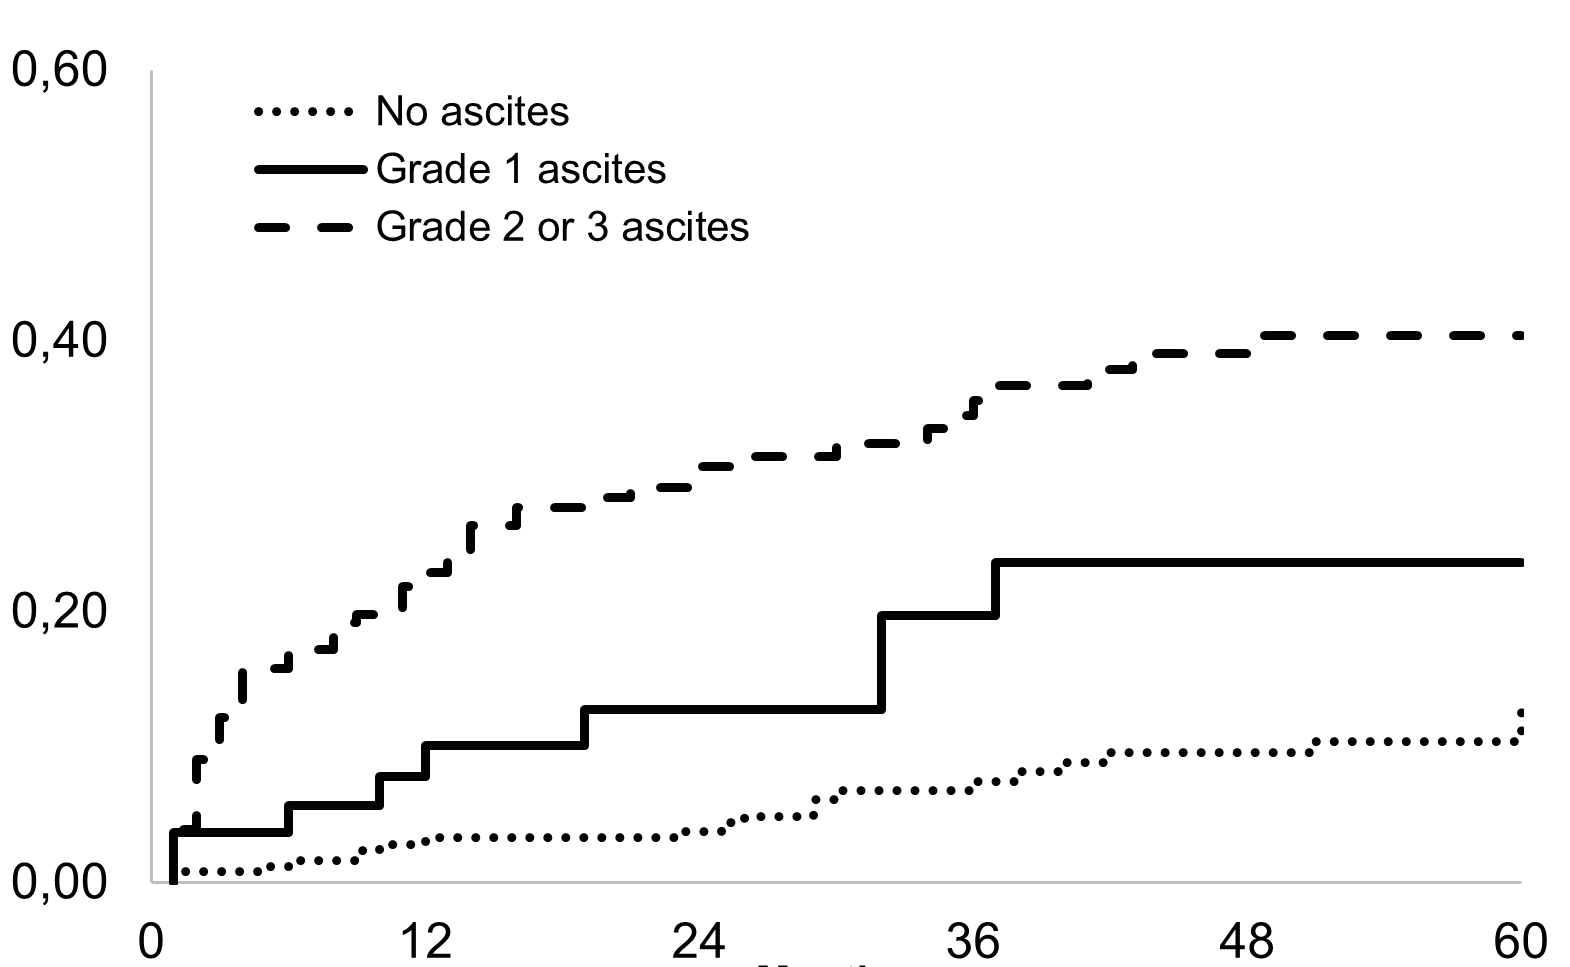 0,60
No ascites
Grade 1 ascites
Grade 2 or 3 ascites
0,40
0,20
0,00
0 12 24 36 48 60